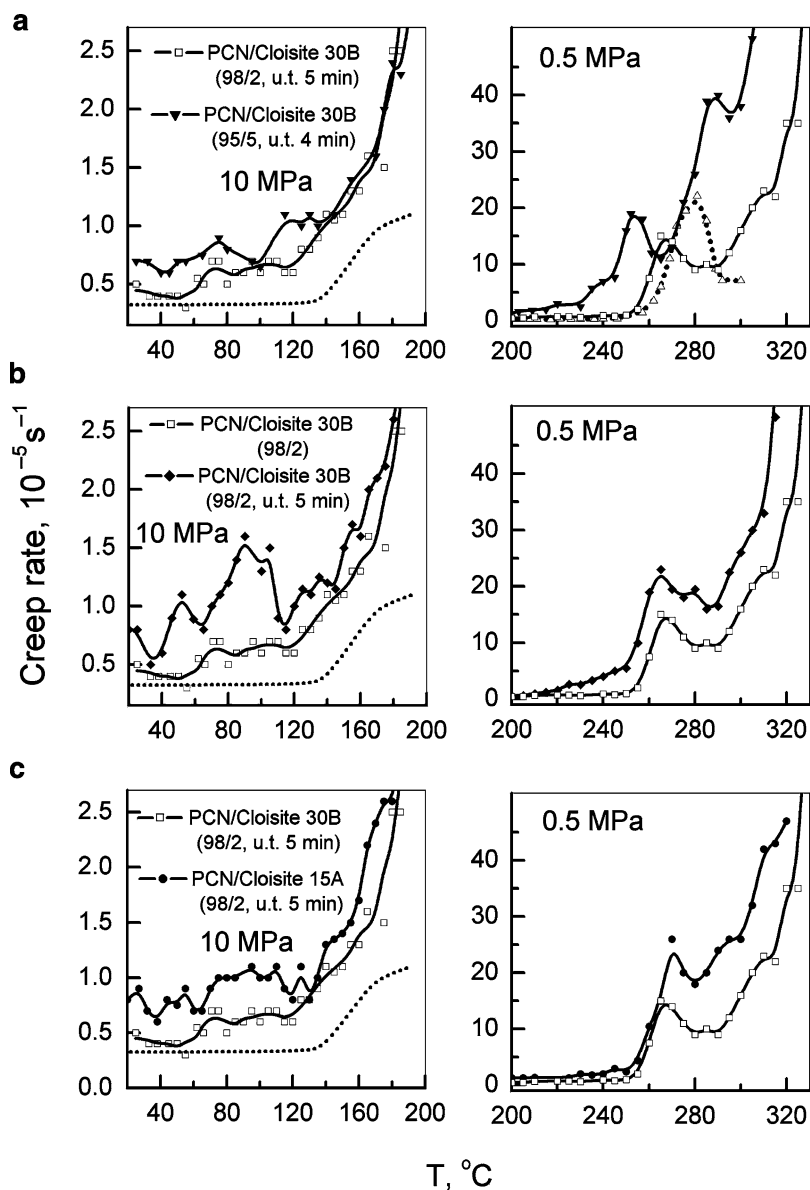 a
2.5
2.0
1.5
1.0
0.5
40 80 120 160 200
PCN/Cloisite 30B
(98/2, u.t. 5 min)
PCN/Cloisite 30B
(95/5, u.t. 4 min)
10 MPa
0.5 MPa
40
30
20
10
0
200 240 280 320
b
2.5
2.0
1.5
1.0
0.5
40 80 120 160 200
PCN/Cloisite 30B
(98/2)
PCN/Cloisite 30B
(98/2, u.t. 5 min)
10 MPa
0.5 MPa
40
30
20
10
0
200 240 280 320
Creep rate, 10⁻⁵s⁻¹
c
2.5
2.0
1.5
1.0
0.5
0.0
40 80 120 160 200
PCN/Cloisite 30B
(98/2, u.t. 5 min)
PCN/Cloisite 15A
(98/2, u.t. 5 min)
10 MPa
0.5 MPa
40
30
20
10
0
200 240 280 320
T, °C